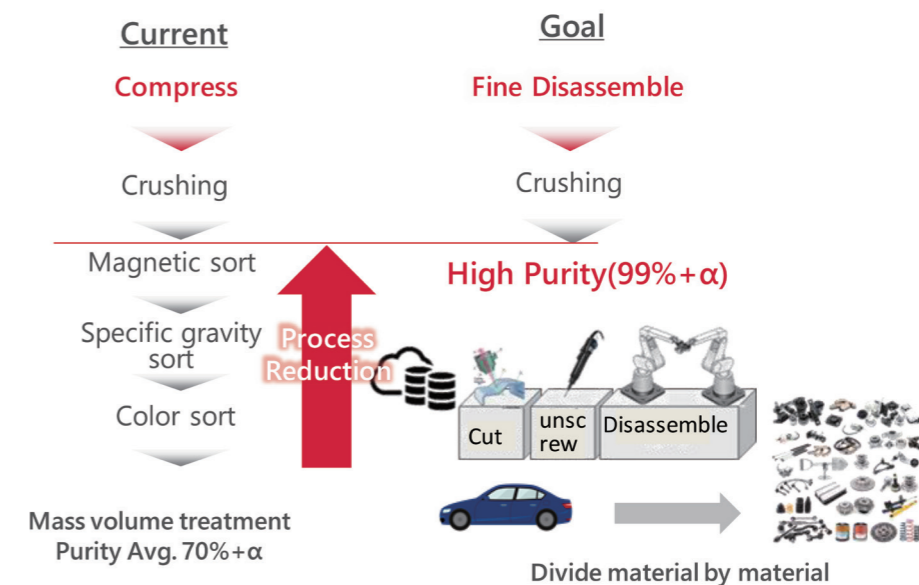 Current
Compress
Crushing
Magnetic sort
Specific gravity
sort
Color sort
Mass volume treatment
Purity Avg. 70%+α
Process
Reduction
Goal
Fine Disassemble
Crushing
High Purity(99%+α)
Cut
unsc
rew
Disassemble
Divide material by material